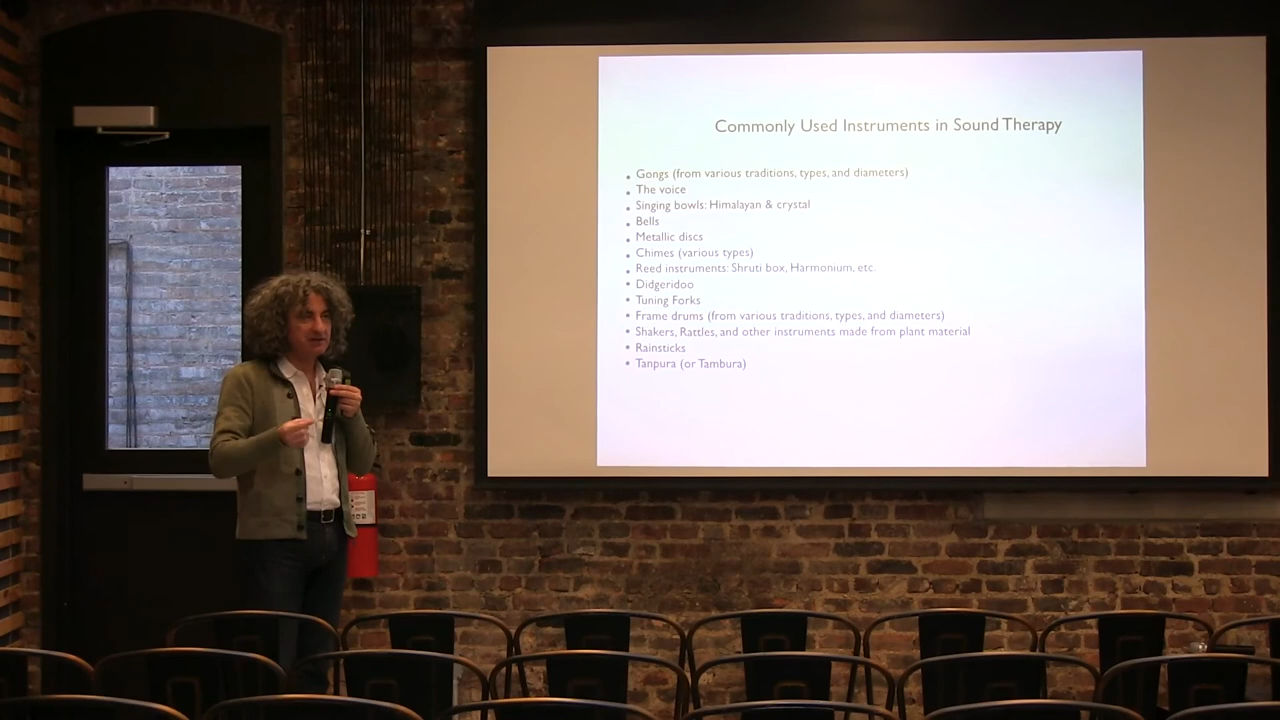 Commonly Used Instruments in Sound Therapy
• Gongs (from various traditions, types, and diameters)
• The voice
• Singing bowls: Himalayan & crystal
• Bells
• Metallic discs
• Chimes (various types)
• Reed instruments: Shruti box, Harmonium, etc.
• Didgeridoo
• Tuning Forks
• Frame drums (from various traditions, types, and diameters)
• Shakers, Rattles, and other instruments made from plant material
• Rainsticks
• Tanpura (or Tambura)